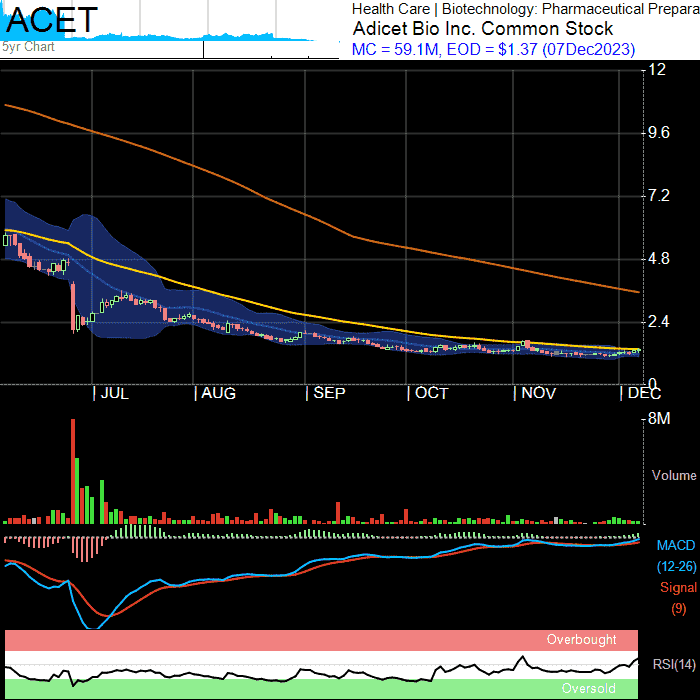 ACET
5yr Chart
Health Care | Biotechnology: Pharmaceutical Prepara
Adicet Bio Inc. Common Stock
MC = 59.1M, EOD = $1.37 (07Dec2023)
12
9.6
7.2
4.8
2.4
0
JUL AUG SEP OCT NOV DEC
8M
Volume
MACD
(12-26)
Signal
(9)
Overbought
RSI(14)
Oversold